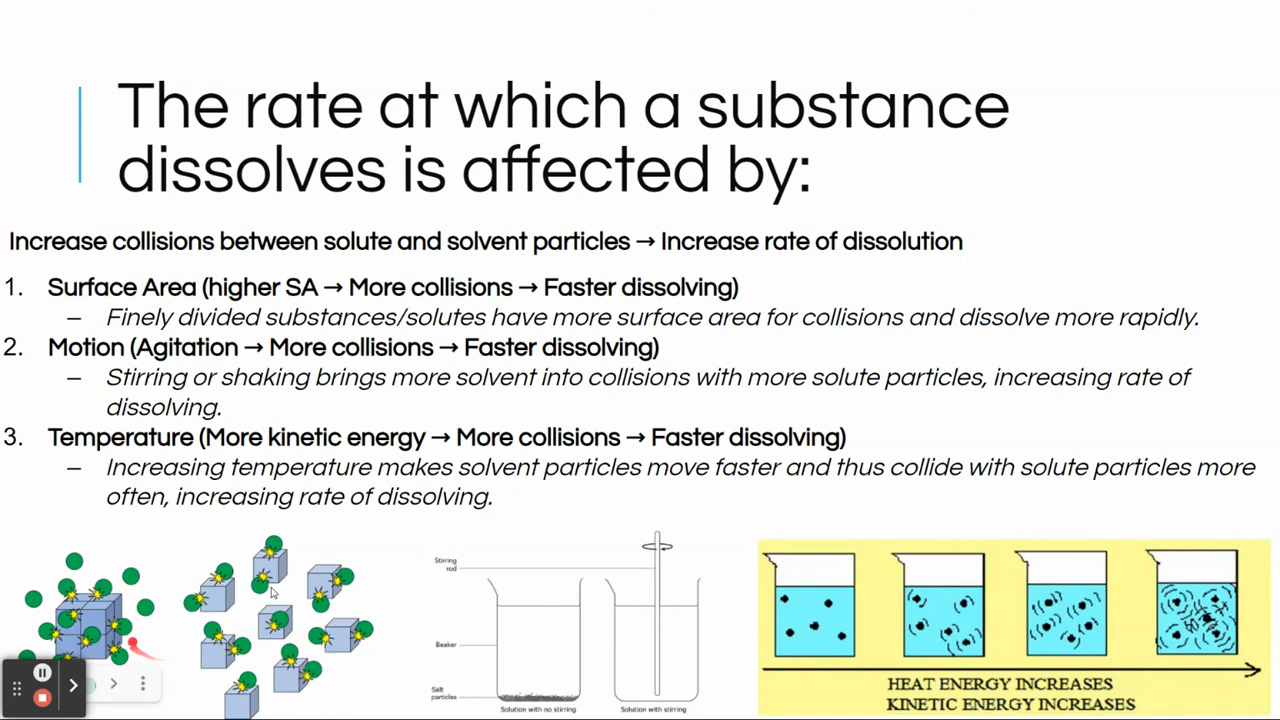 The rate at which a substance
dissolves is affected by:
Increase collisions between solute and solvent particles → Increase rate of dissolution
1. Surface Area (higher SA → More collisions → Faster dissolving)
– Finely divided substances/solutes have more surface area for collisions and dissolve more rapidly.
2. Motion (Agitation → More collisions → Faster dissolving)
– Stirring or shaking brings more solvent into collisions with more solute particles, increasing rate of
dissolving.
3. Temperature (More kinetic energy → More collisions → Faster dissolving)
– Increasing temperature makes solvent particles move faster and thus collide with solute particles more
often, increasing rate of dissolving.
Stirring
rod
Beaker
Salt
particles
Solution with no stirring
Solution with stirring
HEAT ENERGY INCREASES
KINETIC ENERGY INCREASES